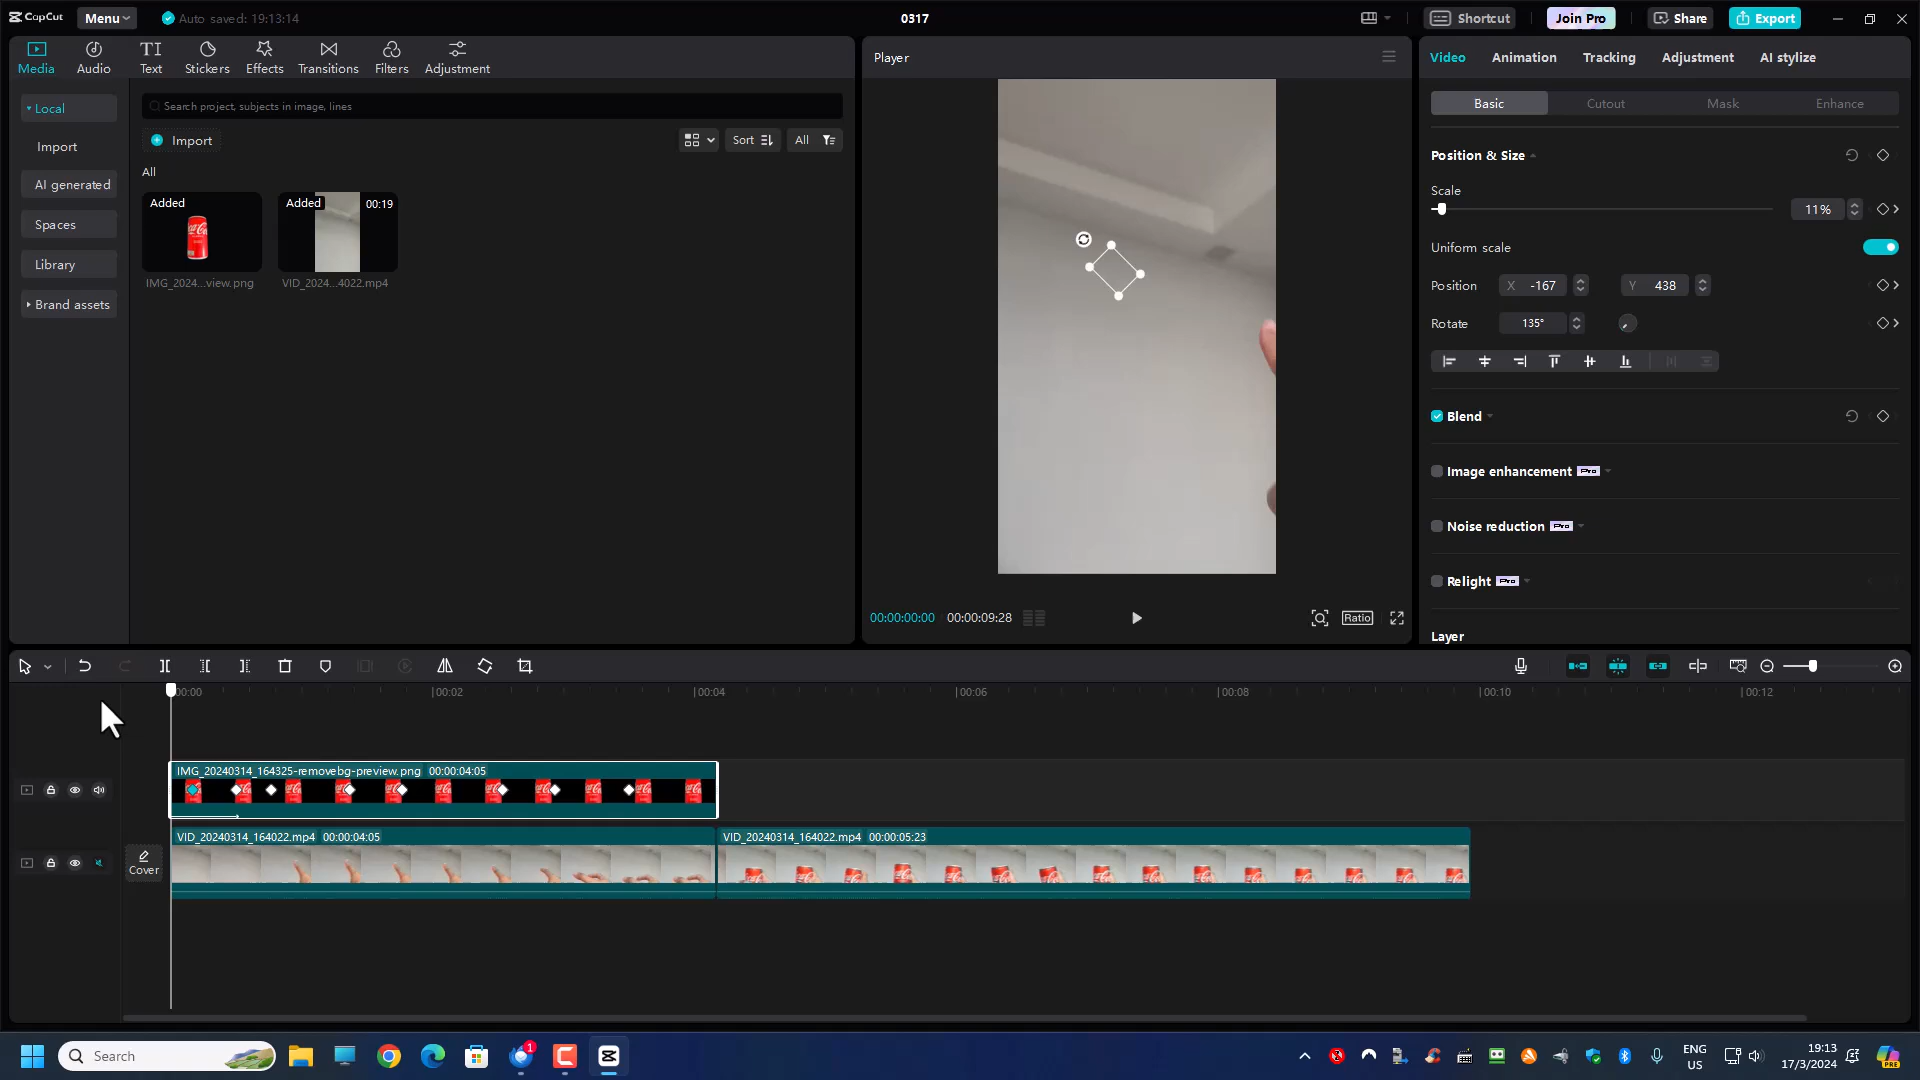 CapCut
Menu
Auto saved: 19:13:14
0317
Shortcut
Join Pro
Share
Export
Media
Audio
TI
Text
Stickers
Effects
Transitions
Filters
Adjustment
Local
Import
AI generated
Spaces
Library
Brand assets
Search project, subjects in image, lines
Import
Sort
All
All
Added
Added 00:19
IMG_2024...view.png
VID_2024...4022.mp4
Player
00:00:00:00 00:00:09:28
Ratio
Video
Animation
Tracking
Adjustment
AI stylize
Basic
Cutout
Mask
Enhance
Position & Size
Scale
11%
Uniform scale
Position X -167 Y 438
Rotate 135°
Blend
Image enhancement Pro
Noise reduction Pro
Relight Pro
Layer
00:00 00:02 00:04 00:06 00:08 00:10 00:12
IMG_20240314_164325-removebg-preview.png 00:00:04:05
VID_20240314_164022.mp4 00:00:04:05
VID_20240314_164022.mp4 00:00:05:23
Cover
Search
1
ENG
US
19:13
17/3/2024
PRE